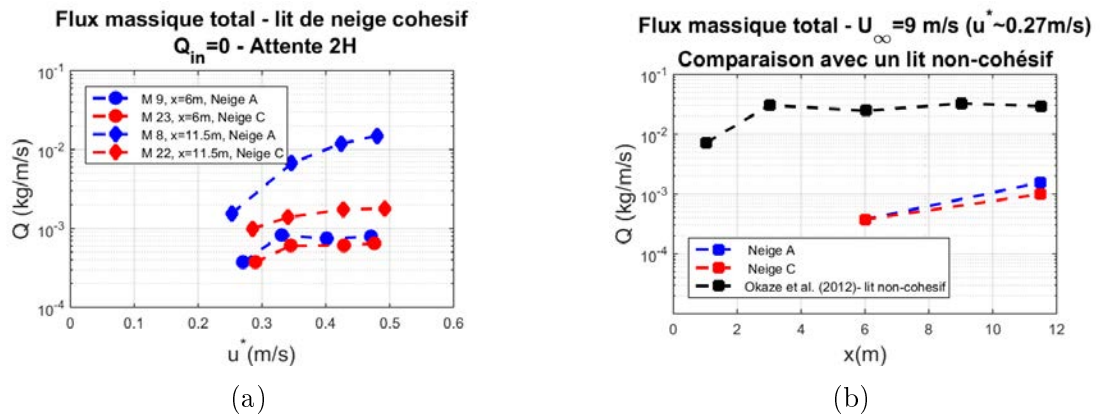 Flux massique total - lit de neige cohesif
Q_in=0 - Attente 2H
10^-1
10^-2
10^-3
10^-4
Q (kg/m/s)
M 9, x=6m, Neige A
M 23, x=6m, Neige C
M 8, x=11.5m, Neige A
M 22, x=11.5m, Neige C
0 0.1 0.2 0.3 0.4 0.5 0.6
u*(m/s)
(a)
Flux massique total - U_∞=9 m/s (u*~0.27m/s)
Comparaison avec un lit non-cohésif
10^-1
10^-2
10^-3
10^-4
Q (kg/m/s)
Neige A
Neige C
Okaze et al. (2012)- lit non-cohesif
0 2 4 6 8 10 12
x(m)
(b)